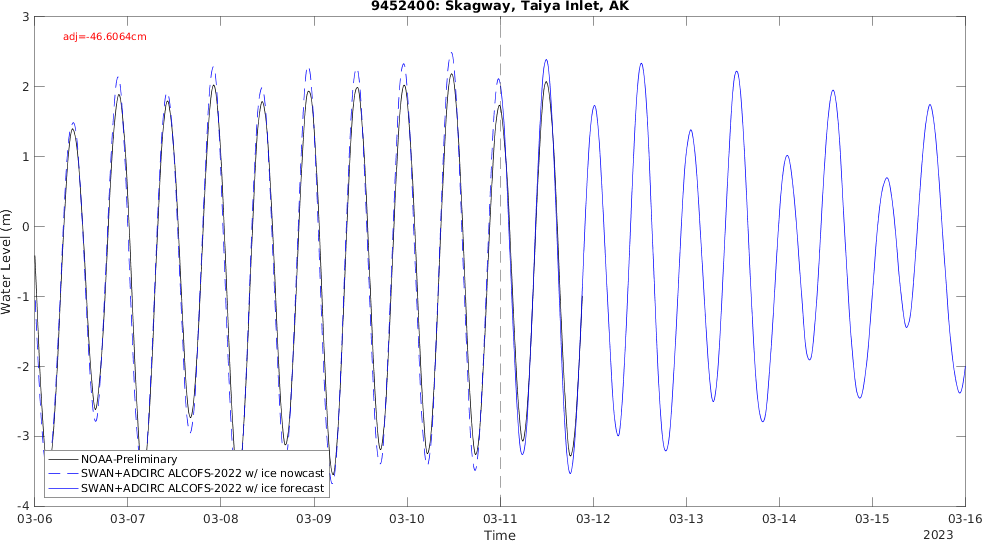 9452400: Skagway, Taiya Inlet, AK
adj=-46.6064cm
Water Level (m)
3
2
1
0
-1
-2
-3
-4
NOAA-Preliminary
SWAN+ADCIRC ALCOFS-2022 w/ ice nowcast
SWAN+ADCIRC ALCOFS-2022 w/ ice forecast
03-06 03-07 03-08 03-09 03-10 03-11 03-12 03-13 03-14 03-15 03-16
Time
2023